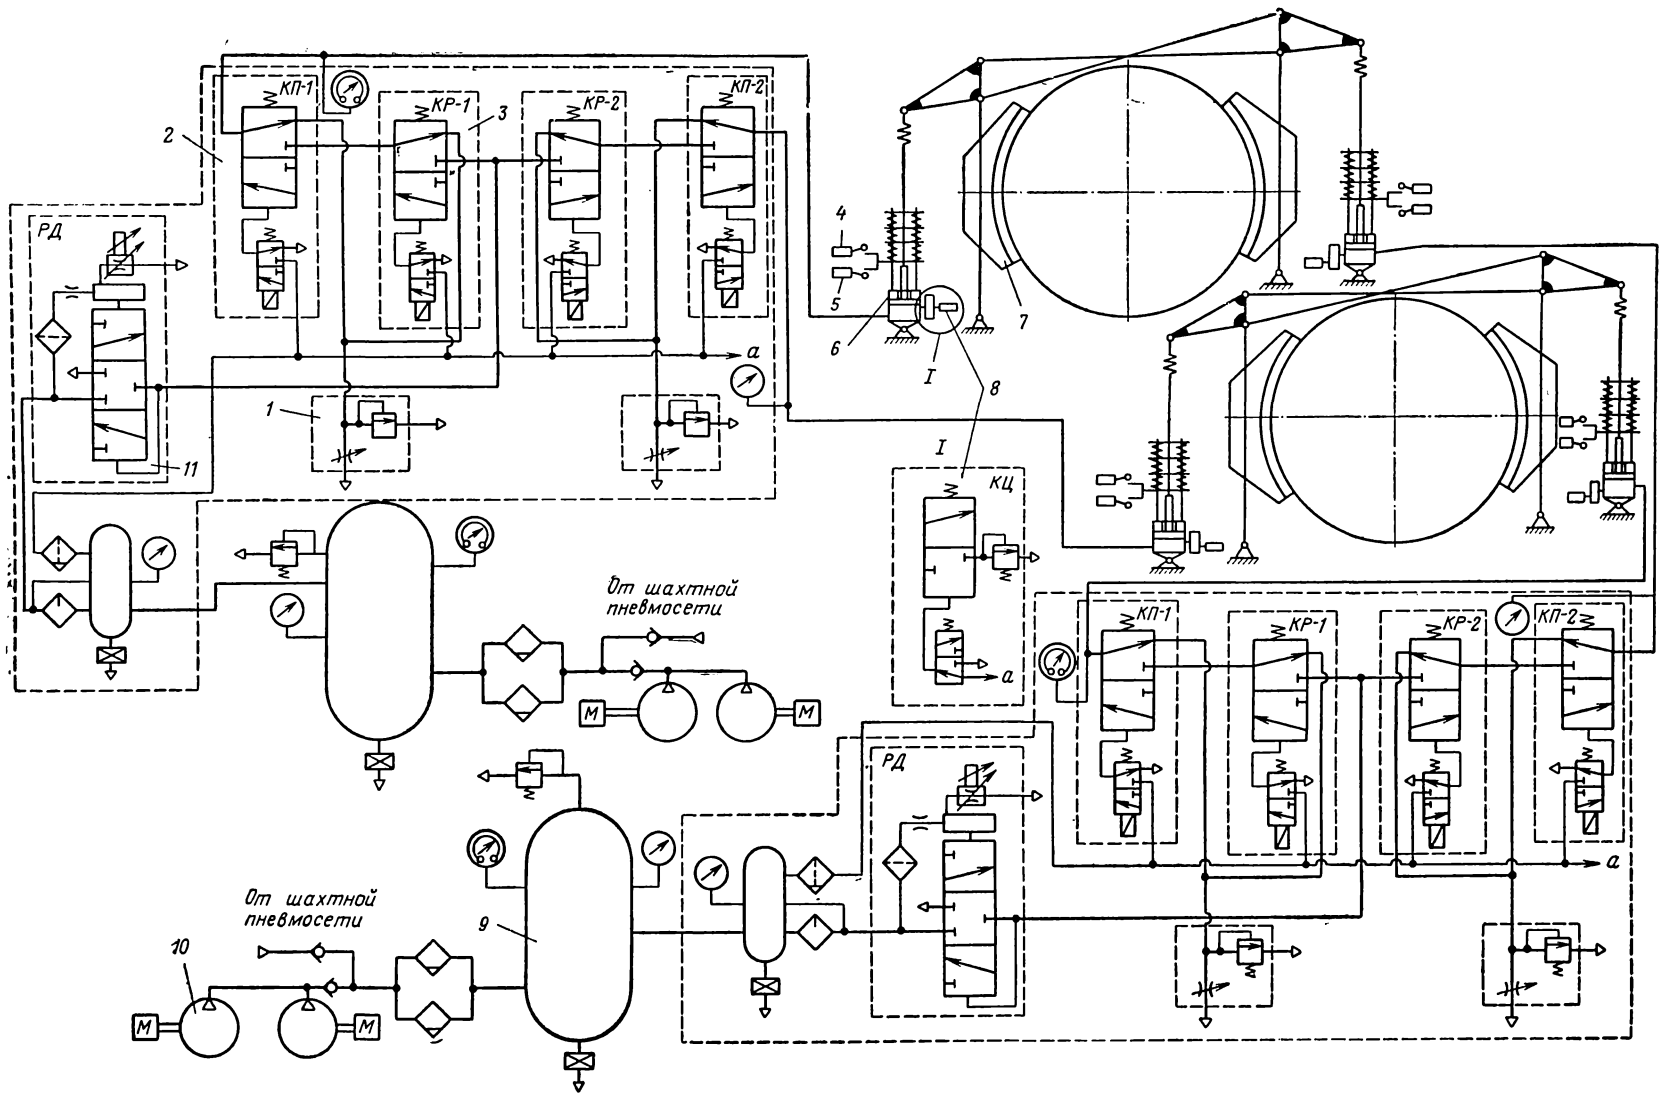 КП-1
КР-1
3
КР-2
КП-2
2
РД
4
5
6
7
I
8
а
1
11
I
КЦ
От шахтной
пневмосети
М
М
а
КП-1
КР-1
КР-2
КП-2
РД
а
9
От шахтной
пневмосети
10
М
М